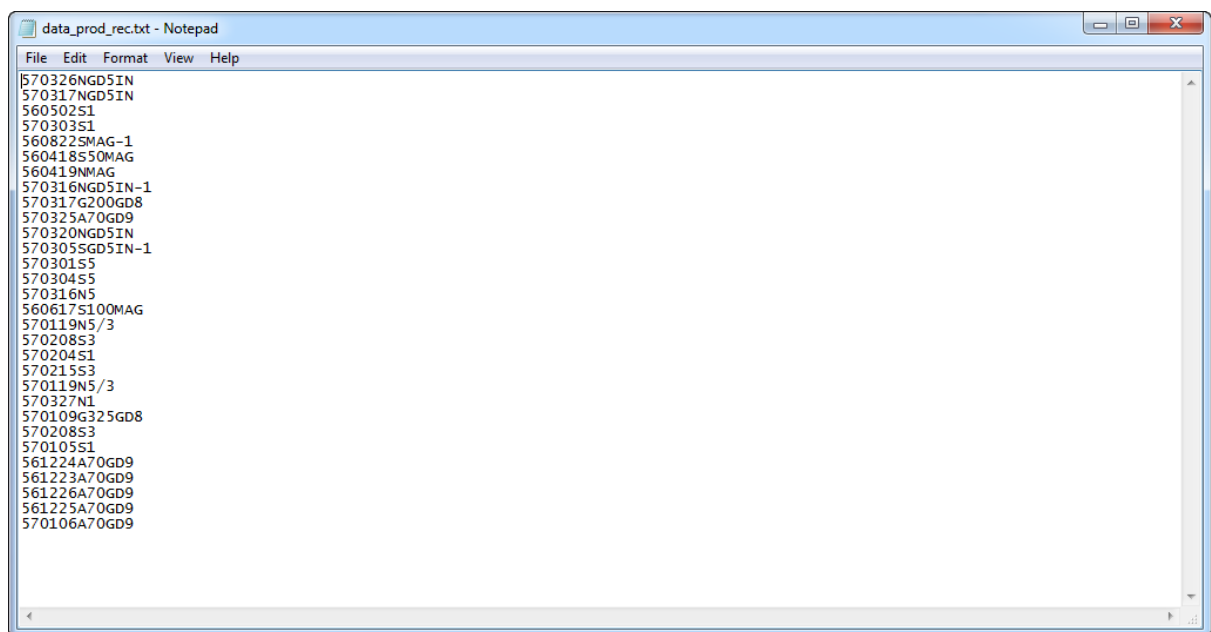 data_prod_rec.txt - Notepad
File Edit Format View Help
570326NGD5IN
570317NGD5IN
560502S1
570303S1
560822SMAG-1
560418S50MAG
560419NMAG
570316NGD5IN-1
570317G200GD8
570325A70GD9
570320NGD5IN
570305SGD5IN-1
570301S5
570304S5
570316N5
560617S100MAG
570119N5/3
570208S3
570204S1
570215S3
570119N5/3
570327N1
570109G325GD8
570208S3
570105S1
561224A70GD9
561223A70GD9
561226A70GD9
561225A70GD9
570106A70GD9